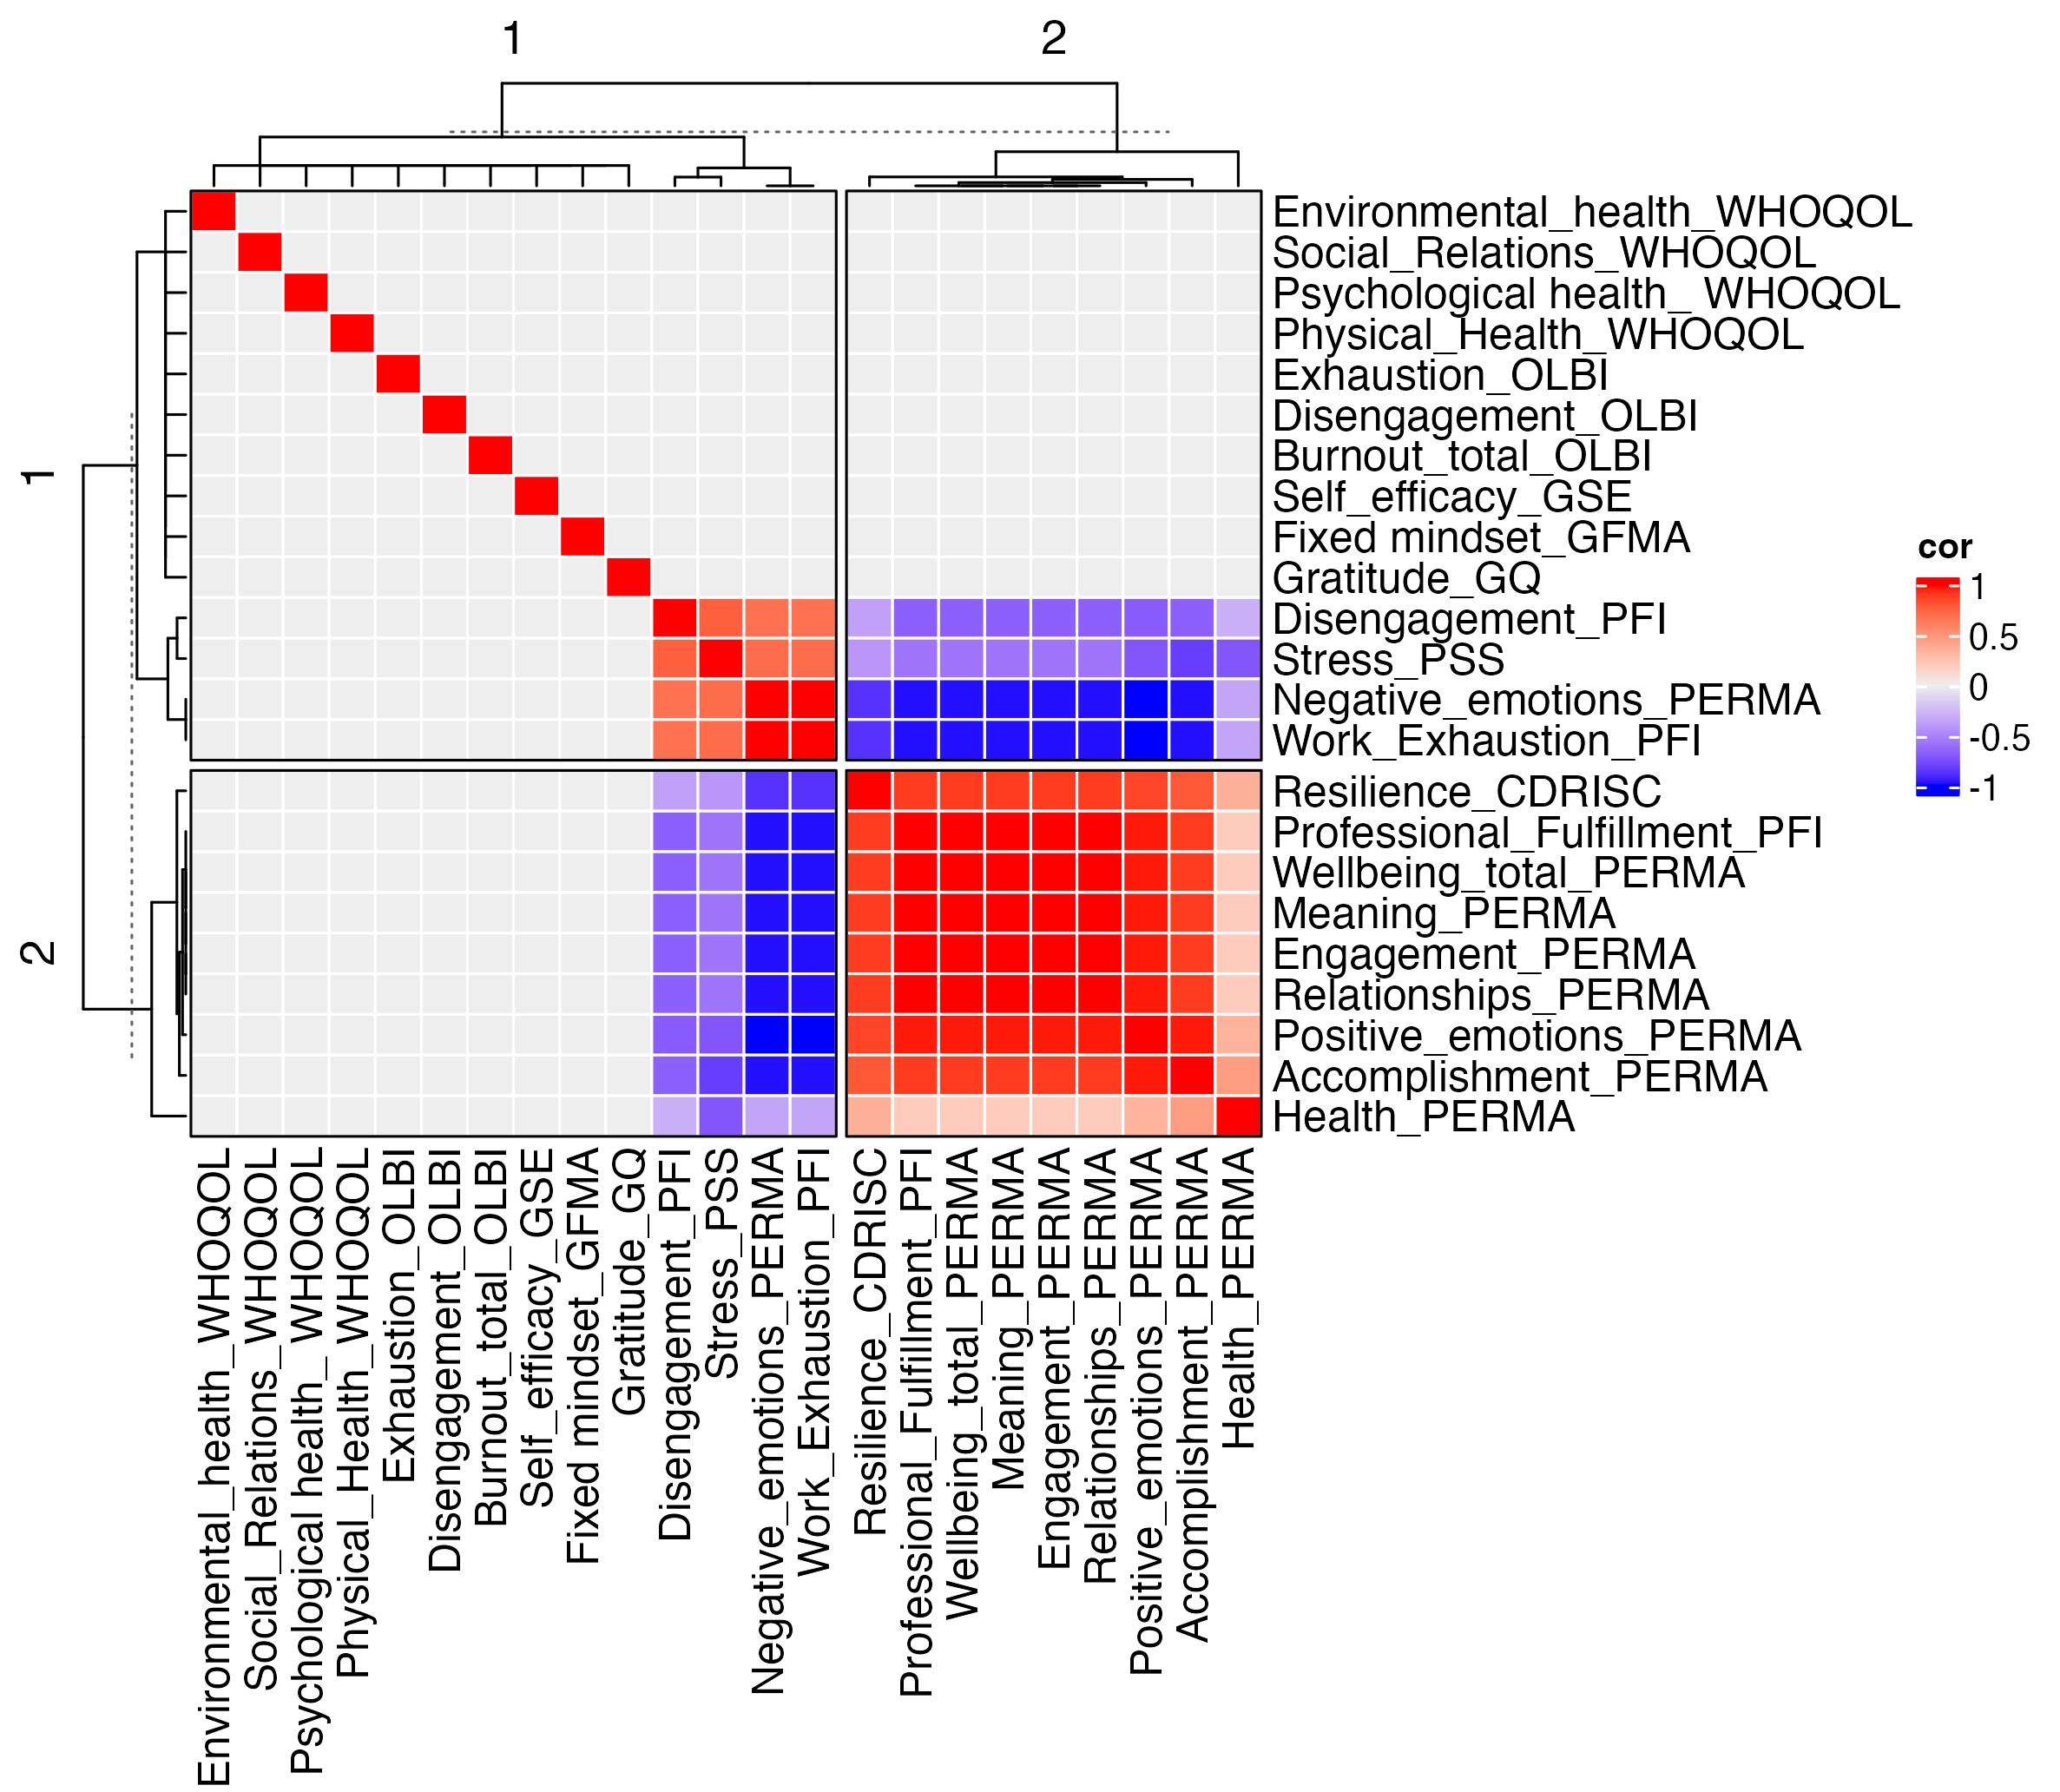 1
2
1
2
Environmental_health_WHOQOL
Social_Relations_WHOQOL
Psychological health_ WHOQOL
Physical_Health_WHOQOL
Exhaustion_OLBI
Disengagement_OLBI
Burnout_total_OLBI
Self_efficacy_GSE
Fixed mindset_GFMA
Gratitude_GQ
Disengagement_PFI
Stress_PSS
Negative_emotions_PERMA
Work_Exhaustion_PFI
Resilience_CDRISC
Professional_Fulfillment_PFI
Wellbeing_total_PERMA
Meaning_PERMA
Engagement_PERMA
Relationships_PERMA
Positive_emotions_PERMA
Accomplishment_PERMA
Health_PERMA
cor
1
0.5
0
-0.5
-1
Environmental_health_WHOQOL
Social_Relations_WHOQOL
Psychological health_ WHOQOL
Physical_Health_WHOQOL
Exhaustion_OLBI
Disengagement_OLBI
Burnout_total_OLBI
Self_efficacy_GSE
Fixed mindset_GFMA
Gratitude_GQ
Disengagement_PFI
Stress_PSS
Negative_emotions_PERMA
Work_Exhaustion_PFI
Resilience_CDRISC
Professional_Fulfillment_PFI
Wellbeing_total_PERMA
Meaning_PERMA
Engagement_PERMA
Relationships_PERMA
Positive_emotions_PERMA
Accomplishment_PERMA
Health_PERMA